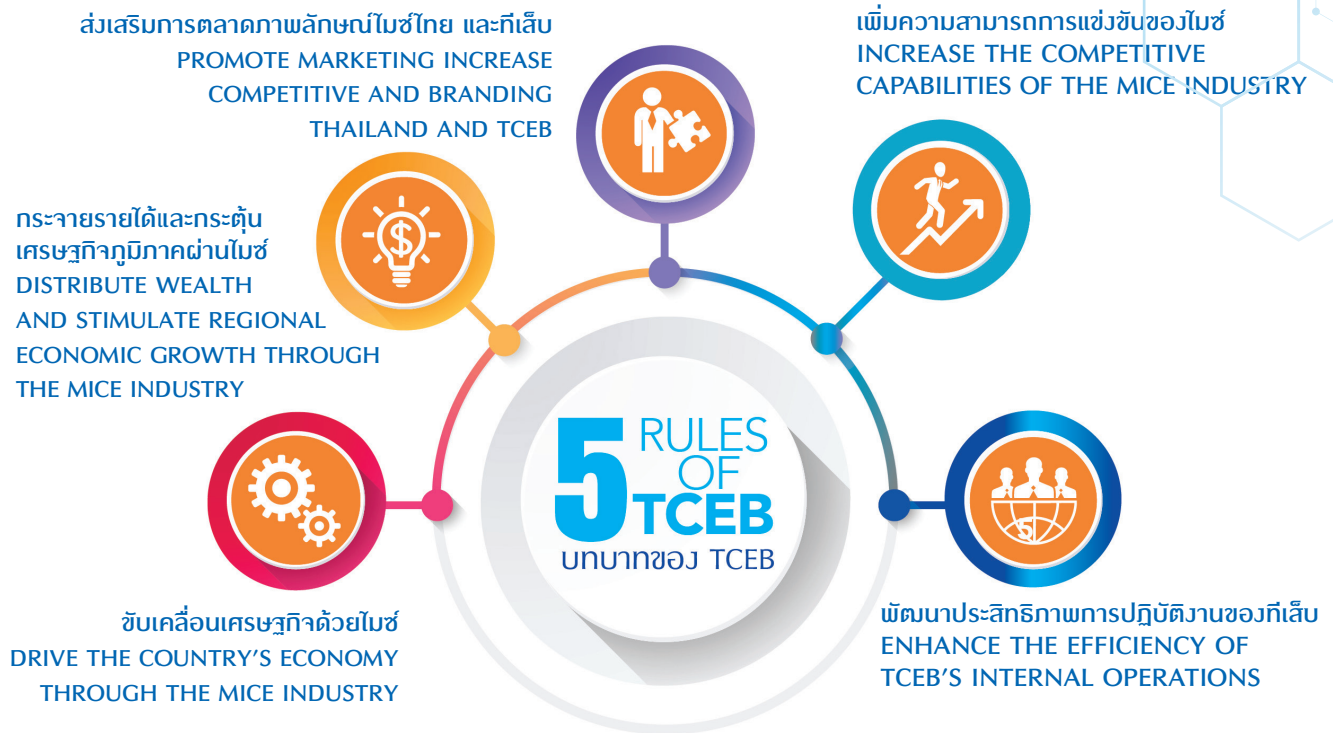 ส่งเสริมการตลาดภาพลักษณ์ไมซ์ไทย และทีเส็บ
PROMOTE MARKETING INCREASE
COMPETITIVE AND BRANDING
THAILAND AND TCEB
เพิ่มความสามารถการแข่งขันของไมซ์
INCREASE THE COMPETITIVE
CAPABILITIES OF THE MICE INDUSTRY
กระจายรายได้และกระตุ้น
เศรษฐกิจภูมิภาคผ่านไมซ์
DISTRIBUTE WEALTH
AND STIMULATE REGIONAL
ECONOMIC GROWTH THROUGH
THE MICE INDUSTRY
$
5 RULES
OF
TCEB
บทบาทของ TCEB
5
ขับเคลื่อนเศรษฐกิจด้วยไมซ์
DRIVE THE COUNTRY'S ECONOMY
THROUGH THE MICE INDUSTRY
พัฒนาประสิทธิภาพการปฏิบัติงานของทีเส็บ
ENHANCE THE EFFICIENCY OF
TCEB'S INTERNAL OPERATIONS